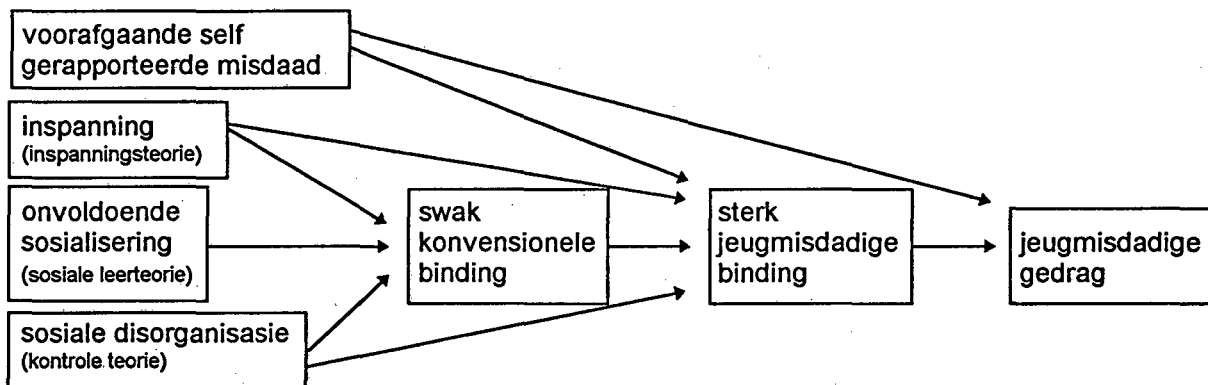 voorafgaande self
gerapporteerde misdaad
inspanning
(inspanningsteorie)
onvoldoende
sosialisering
(sosiale leerteorie)
sosiale disorganisasie
(kontrole teorie)
swak
konvensionele
binding
sterk
jeugmisdadige
binding
jeugmisdadige
gedrag